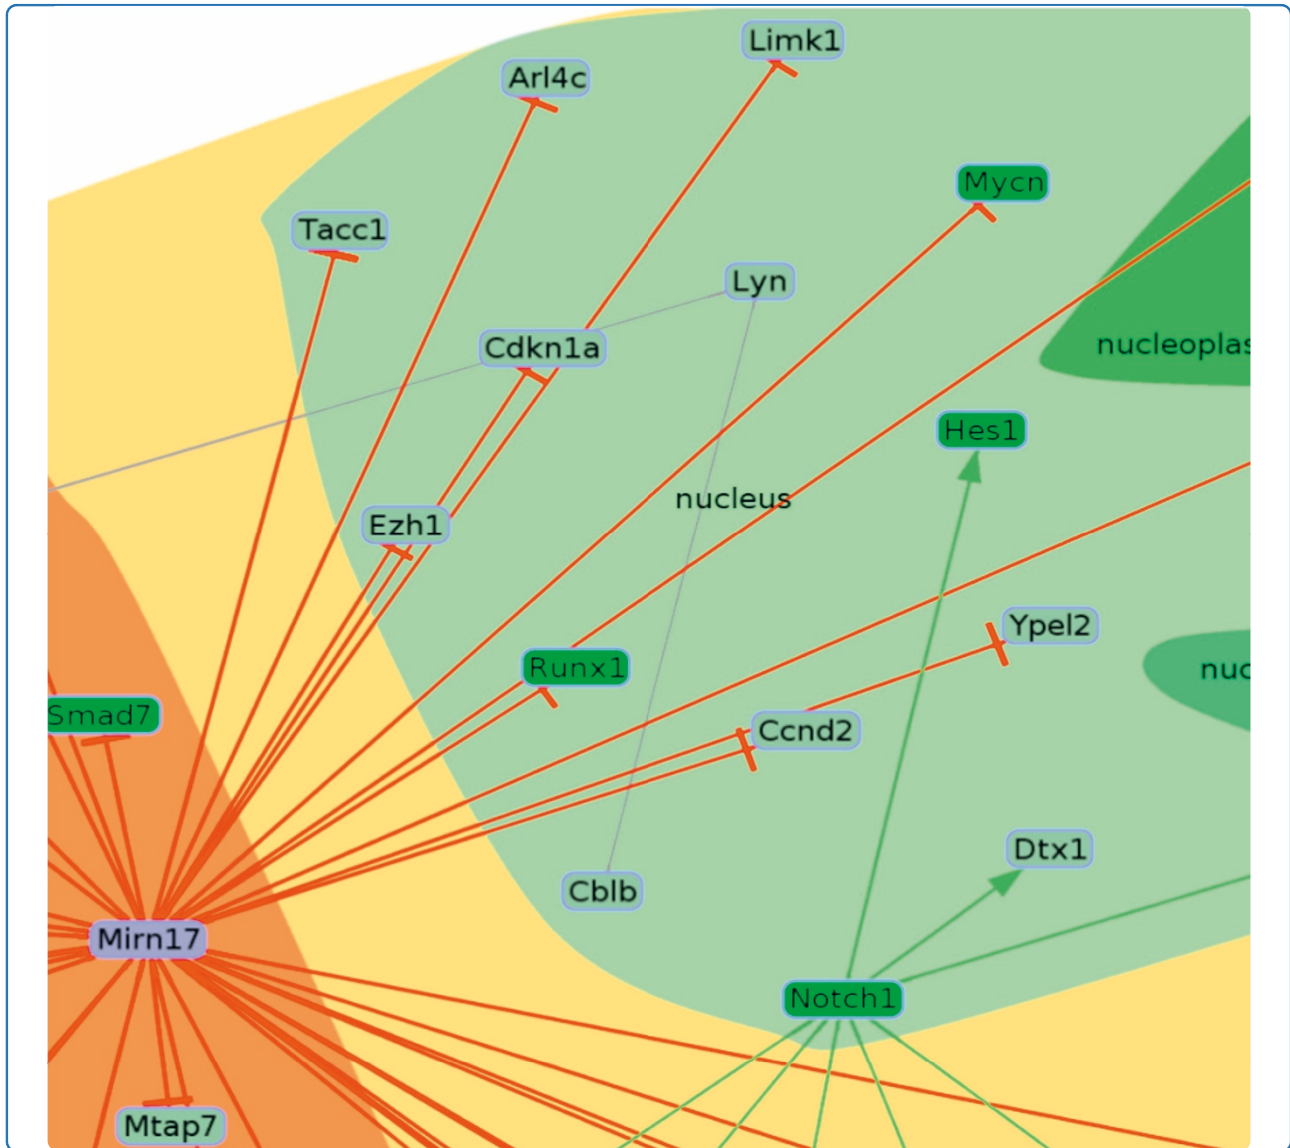 Limk1
Arl4c
Mycn
Tacc1
Lyn
nucleoplas
Cdkn1a
Hes1
nucleus
Ezh1
Ypel2
Runx1
nuc
Smad7
Ccnd2
Dtx1
Cblb
Mirn17
Notch1
Mtap7